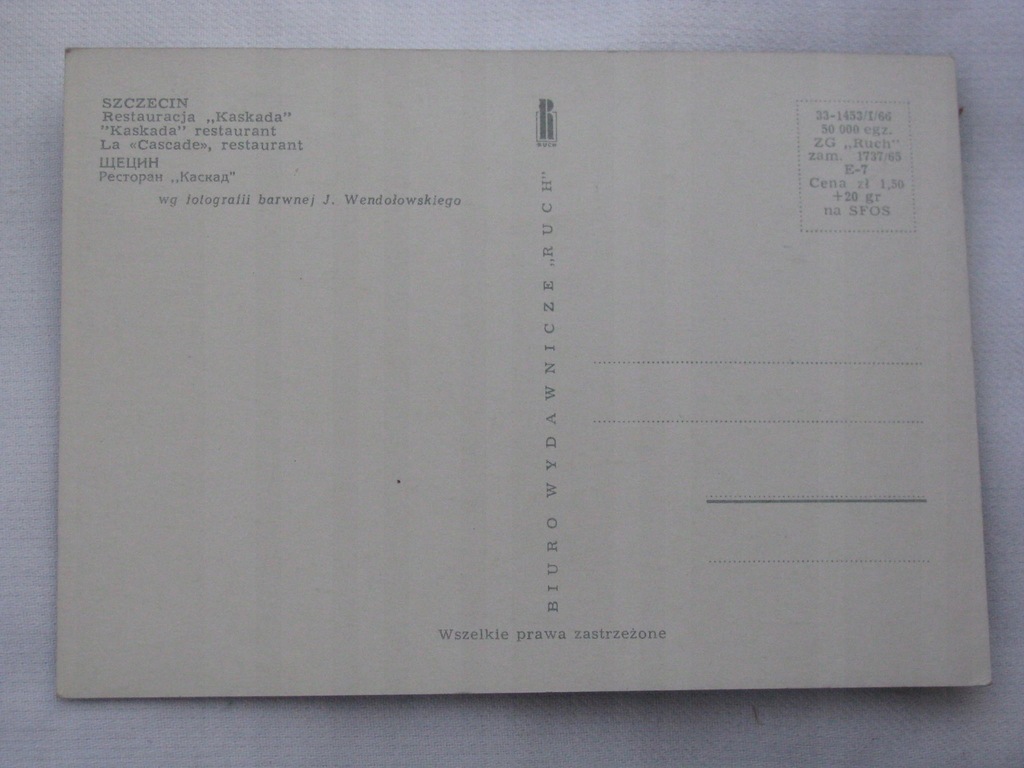 SZCZECIN
Restauracja „Kaskada"
"Kaskada" restaurant
La «Cascade», restaurant
ЩЕЦИН
Ресторан „Каскад"
wg fotografii barwnej J. Wendołowskiego
RUCH
BIURO WYDAWNICZE „RUCH"
33-1433/I/66
50 000 egz.
ZG „Ruch"
zam. 1737/65
E-7
Cena zł 1,50
+20 gr
na SFOS
Wszelkie prawa zastrzeżone